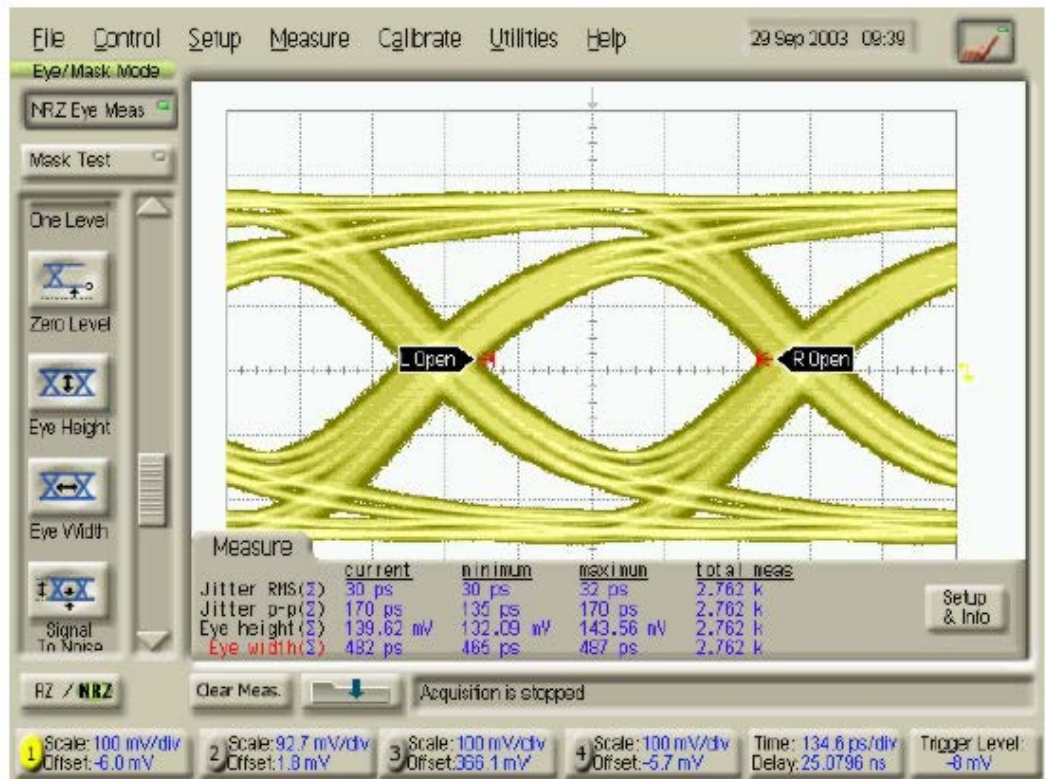 File Control Setup Measure Calibrate Utilities Help 29 Sep 2003 09:39
Eye/Mask Mode
NRZ Eye Meas
Mask Test
One Level
Zero Level
Eye Height
Eye Width
Signal
To Noise
L Open
R Open
Measure
current minimum maximum total meas
Jitter RMS(Σ) 30 ps 30 ps 32 ps 2.762 k
Jitter p-p(Σ) 170 ps 135 ps 170 ps 2.762 k
Eye height(Σ) 139.62 mV 132.09 mV 143.56 mV 2.762 k
Eye width(Σ) 482 ps 465 ps 487 ps 2.762 k
Setup
& Info
RZ / NRZ
Clear Meas.
Acquisition is stopped
1 Scale: 100 mV/div
Offset: -6.0 mV
2 Scale: 92.7 mV/div
Offset: 1.8 mV
3 Scale: 100 mV/div
Offset: 366.1 mV
4 Scale: 100 mV/div
Offset: -5.7 mV
Time: 134.6 ps/div
Delay: 25.0796 ns
Trigger Level:
-8 mV